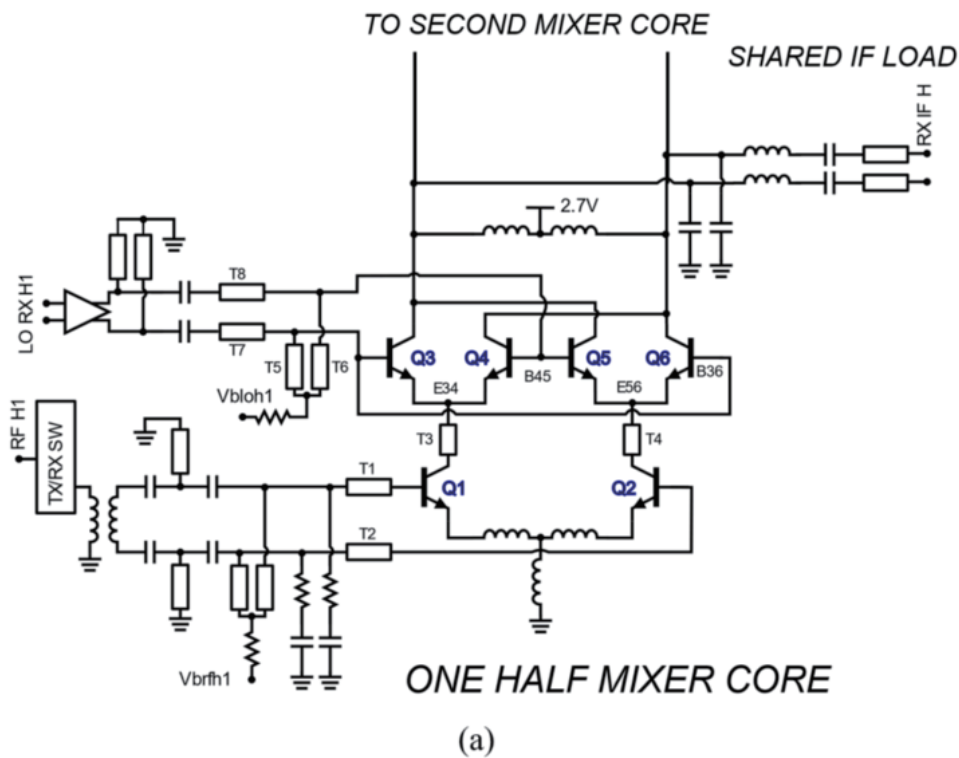 TO SECOND MIXER CORE
SHARED IF LOAD
RX IF H
2.7V
LO RX H1
T8
T7
T5
T6
Q3
Q4
Q5
Q6
B45
B36
E34
E56
Vbloh1
RF H1
TX/RX SW
T3
T4
T1
Q1
Q2
T2
Vbrfh1
ONE HALF MIXER CORE
(a)